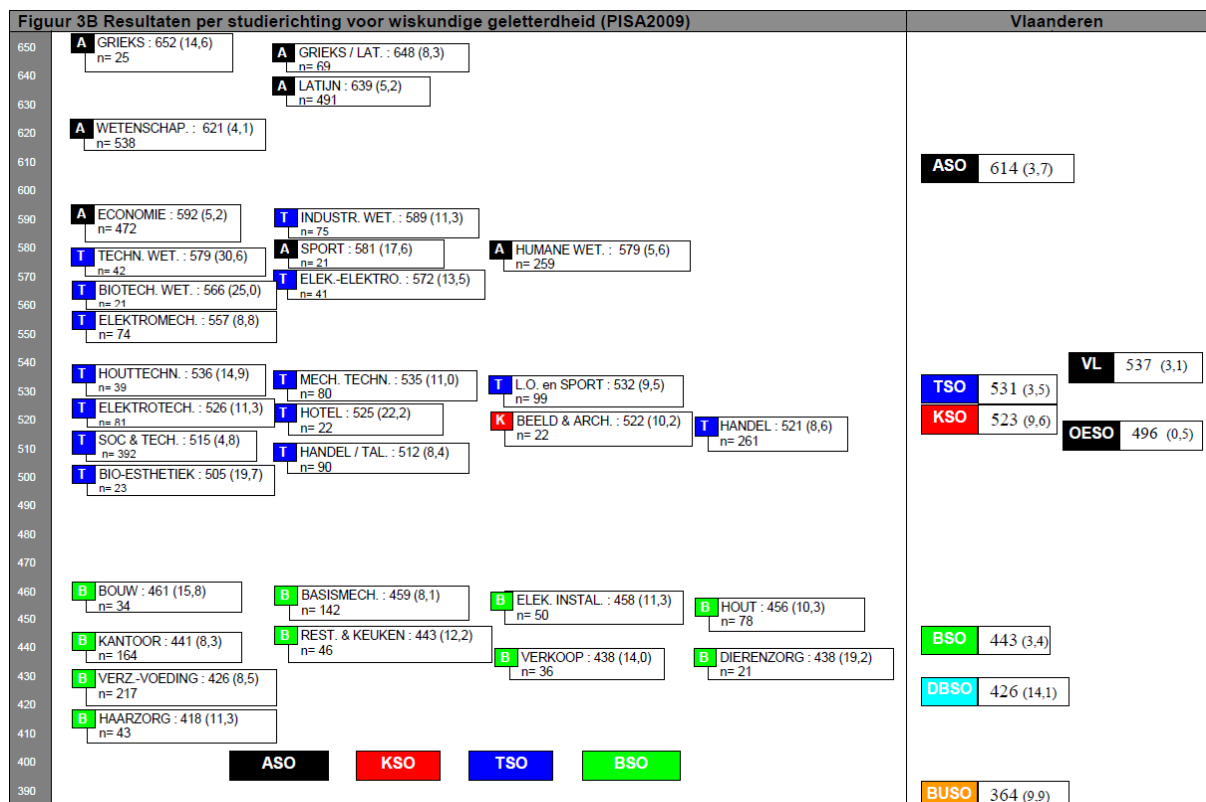 Figuur 3B Resultaten per studierichting voor wiskundige geletterdheid (PISA2009)
Vlaanderen
650
A GRIEKS : 652 (14,6)
n= 25
A GRIEKS / LAT. : 648 (8,3)
n= 69
640
A LATIJN : 639 (5,2)
n= 491
630
620
A WETENSCHAP. : 621 (4,1)
n= 538
610
ASO 614 (3,7)
600
590
A ECONOMIE : 592 (5,2)
n= 472
T INDUSTR. WET. : 589 (11,3)
n= 75
580
T TECHN. WET. : 579 (30,6)
n= 42
A SPORT : 581 (17,6)
n= 21
A HUMANE WET. : 579 (5,6)
n= 259
570
T BIOTECH. WET. : 566 (25,0)
n= 21
T ELEK.-ELEKTRO. : 572 (13,5)
n= 41
560
T ELEKTROMECH. : 557 (8,8)
n= 74
550
540
VL 537 (3,1)
T HOUTTECHN. : 536 (14,9)
n= 39
T MECH. TECHN. : 535 (11,0)
n= 80
T L.O. en SPORT : 532 (9,5)
n= 99
530
TSO 531 (3,5)
T ELEKTROTECH. : 526 (11,3)
n= 81
T HOTEL : 525 (22,2)
n= 22
K BEELD & ARCH. : 522 (10,2)
n= 22
T HANDEL : 521 (8,6)
n= 261
520
KSO 523 (9,6)
OESO 496 (0,5)
510
T SOC & TECH. : 515 (4,8)
n= 392
T HANDEL / TAL. : 512 (8,4)
n= 90
500
T BIO-ESTHETIEK : 505 (19,7)
n= 23
490
480
470
460
B BOUW : 461 (15,8)
n= 34
B BASISMECH. : 459 (8,1)
n= 142
B ELEK. INSTAL. : 458 (11,3)
n= 50
B HOUT : 456 (10,3)
n= 78
450
440
B KANTOOR : 441 (8,3)
n= 164
B REST. & KEUKEN : 443 (12,2)
n= 46
B VERKOOP : 438 (14,0)
n= 36
B DIERENZORG : 438 (19,2)
n= 21
BSO 443 (3,4)
430
B VERZ.-VOEDING : 426 (8,5)
n= 217
DBSO 426 (14,1)
420
B HAARZORG : 418 (11,3)
n= 43
410
400
ASO KSO TSO BSO
390
BUSO 364 (9,9)